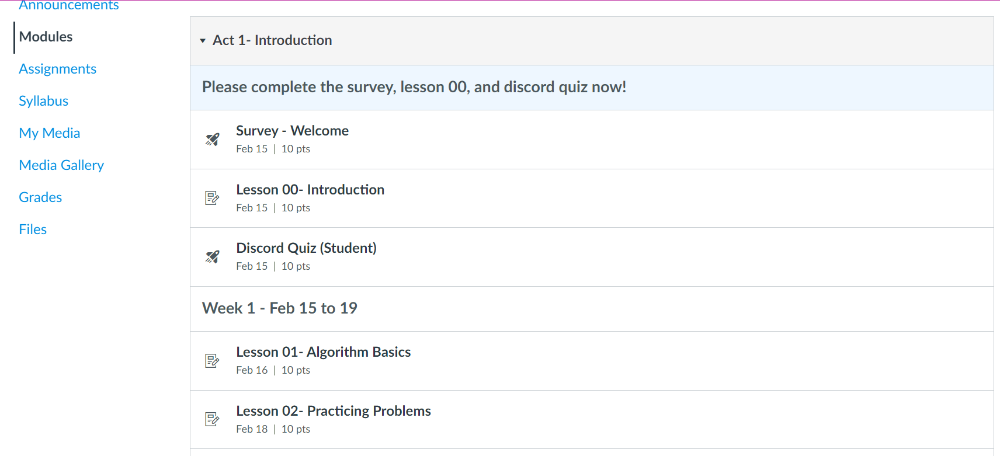 Announcements
Modules
Assignments
Syllabus
My Media
Media Gallery
Grades
Files
Act 1- Introduction
Please complete the survey, lesson 00, and discord quiz now!
Survey - Welcome
Feb 15 | 10 pts
Lesson 00- Introduction
Feb 15 | 10 pts
Discord Quiz (Student)
Feb 15 | 10 pts
Week 1 - Feb 15 to 19
Lesson 01- Algorithm Basics
Feb 16 | 10 pts
Lesson 02- Practicing Problems
Feb 18 | 10 pts